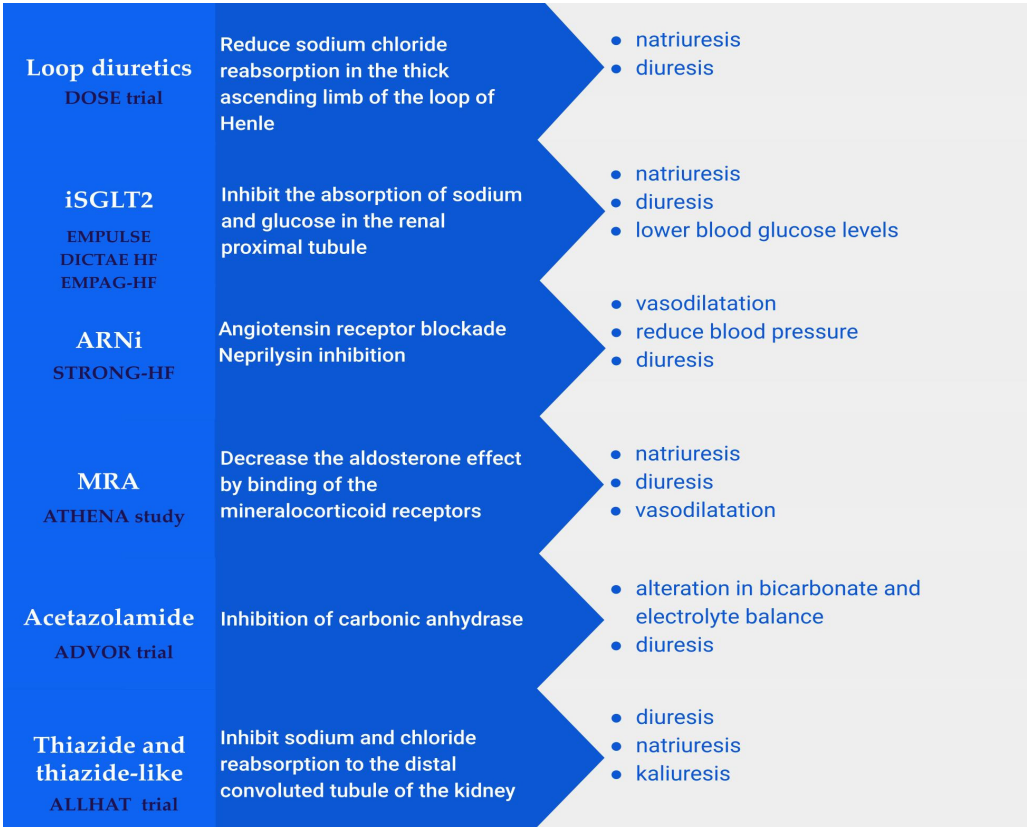 Loop diuretics
DOSE trial
Reduce sodium chloride
reabsorption in the thick
ascending limb of the loop of
Henle
● natriuresis
● diuresis
iSGLT2
EMPULSE
DICTAE HF
EMPAG-HF
Inhibit the absorption of sodium
and glucose in the renal
proximal tubule
● natriuresis
● diuresis
● lower blood glucose levels
ARNi
STRONG-HF
Angiotensin receptor blockade
Neprilysin inhibition
● vasodilatation
● reduce blood pressure
● diuresis
MRA
ATHENA study
Decrease the aldosterone effect
by binding of the
mineralocorticoid receptors
● natriuresis
● diuresis
● vasodilatation
Acetazolamide
ADVOR trial
Inhibition of carbonic anhydrase
● alteration in bicarbonate and
electrolyte balance
● diuresis
Thiazide and
thiazide-like
ALLHAT trial
Inhibit sodium and chloride
reabsorption to the distal
convoluted tubule of the kidney
● diuresis
● natriuresis
● kaliuresis